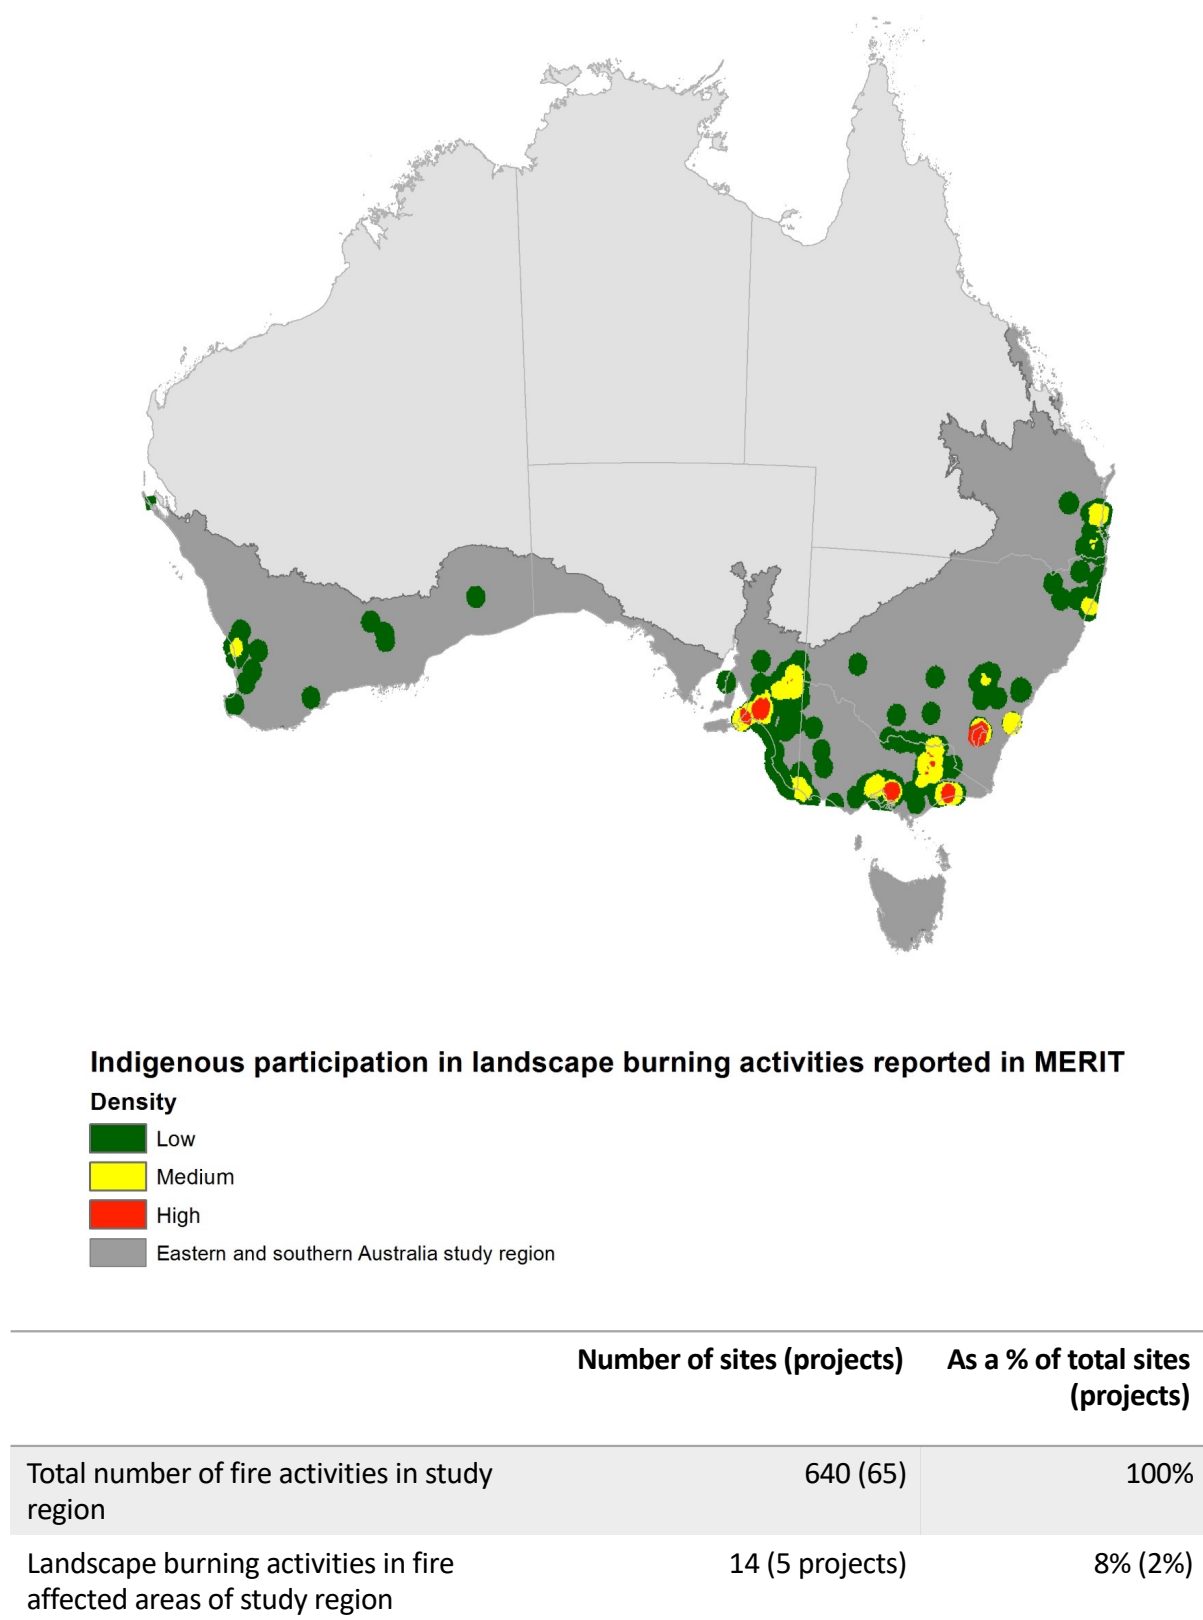 Indigenous participation in landscape burning activities reported in MERIT
Density
Low
Medium
High
Eastern and southern Australia study region
Number of sites (projects)
As a % of total sites
(projects)
Total number of fire activities in study
region
640 (65)
100%
Landscape burning activities in fire
affected areas of study region
14 (5 projects)
8% (2%)